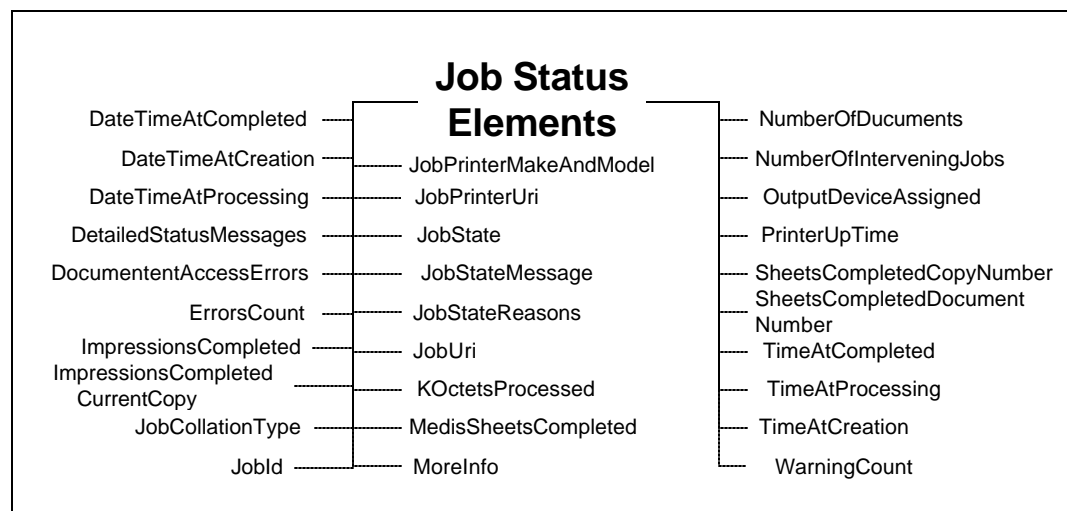 Job Status
Elements
DateTimeAtCompleted
DateTimeAtCreation
DateTimeAtProcessing
DetailedStatusMessages
DocumententAccessErrors
ErrorsCount
ImpressionsCompleted
ImpressionsCompleted
CurrentCopy
JobCollationType
JobId
JobPrinterMakeAndModel
JobPrinterUri
JobState
JobStateMessage
JobStateReasons
JobUri
KOctetsProcessed
MedisSheetsCompleted
MoreInfo
NumberOfDucuments
NumberOfInterveningJobs
OutputDeviceAssigned
PrinterUpTime
SheetsCompletedCopyNumber
SheetsCompletedDocument
Number
TimeAtCompleted
TimeAtProcessing
TimeAtCreation
WarningCount